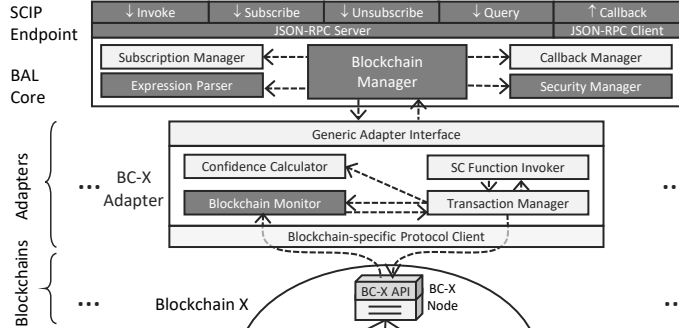 SCIP
Endpoint
↓ Invoke
↓ Subscribe
↓ Unsubscribe
↓ Query
↑ Callback
JSON-RPC Server
JSON-RPC Client
BAL
Core
Subscription Manager
Expression Parser
Blockchain
Manager
Callback Manager
Security Manager
Adapters
...
BC-X
Adapter
Generic Adapter Interface
Confidence Calculator
SC Function Invoker
Blockchain Monitor
Transaction Manager
Blockchain-specific Protocol Client
Blockchains
...
Blockchain X
BC-X API
BC-X
Node